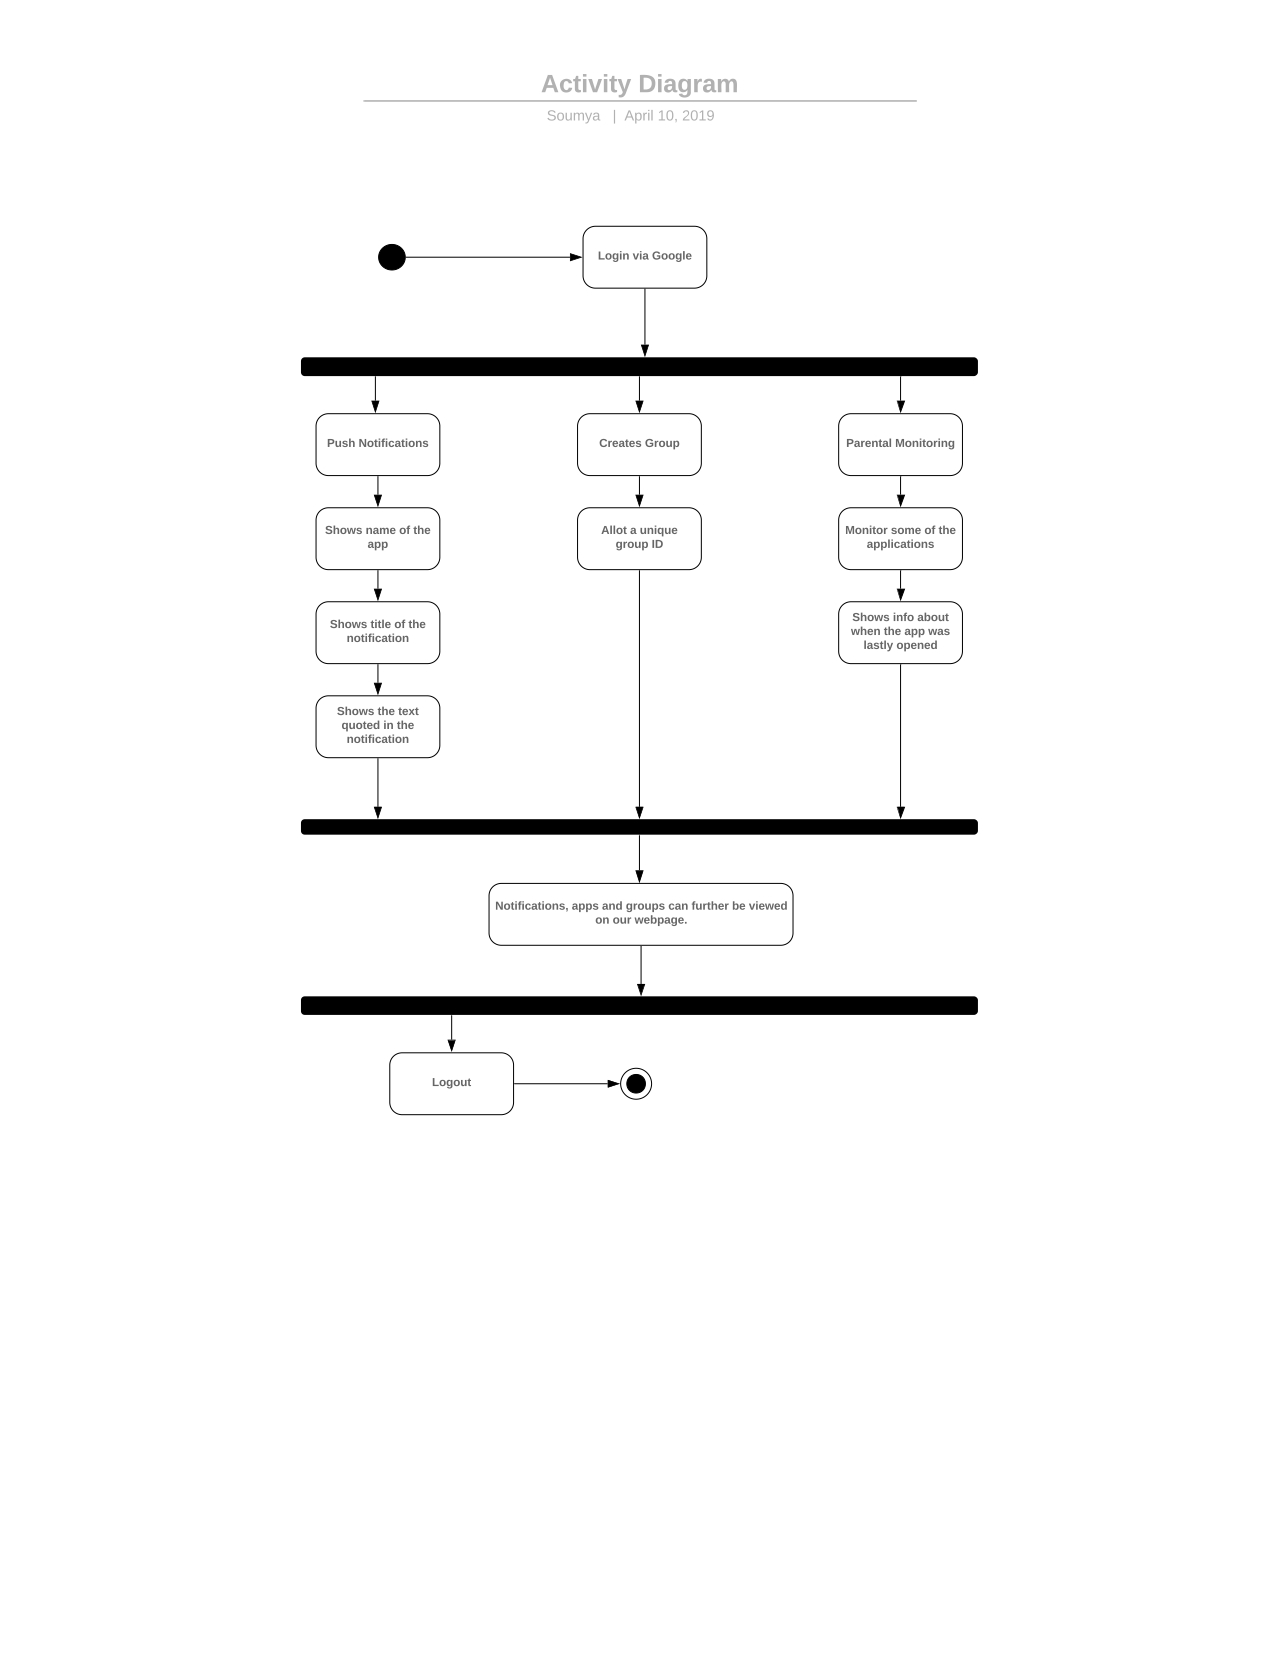 Activity Diagram
Soumya | April 10, 2019
Login via Google
Push Notifications
Creates Group
Parental Monitoring
Shows name of the
app
Allot a unique
group ID
Monitor some of the
applications
Shows title of the
notification
Shows info about
when the app was
lastly opened
Shows the text
quoted in the
notification
Notifications, apps and groups can further be viewed
on our webpage.
Logout